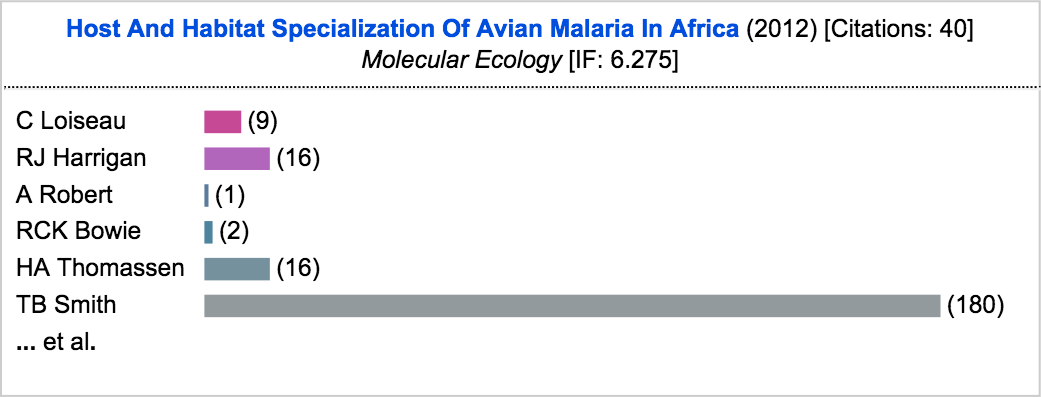 Host And Habitat Specialization Of Avian Malaria In Africa (2012) [Citations: 40]
Molecular Ecology [IF: 6.275]
C Loiseau (9)
RJ Harrigan (16)
A Robert (1)
RCK Bowie (2)
HA Thomassen (16)
TB Smith (180)
... et al.